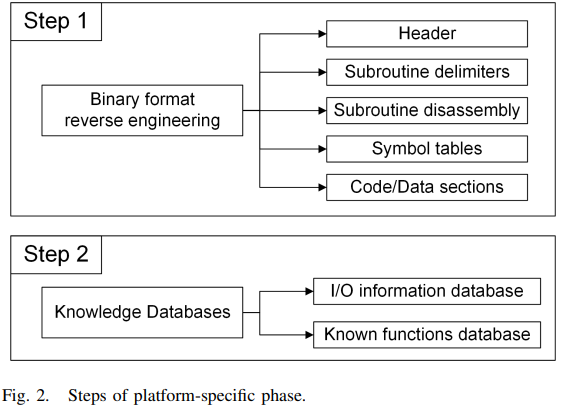 Step 1
Binary format
reverse engineering
Header
Subroutine delimiters
Subroutine disassembly
Symbol tables
Code/Data sections
Step 2
Knowledge Databases
I/O information database
Known functions database
Fig. 2. Steps of platform-specific phase.